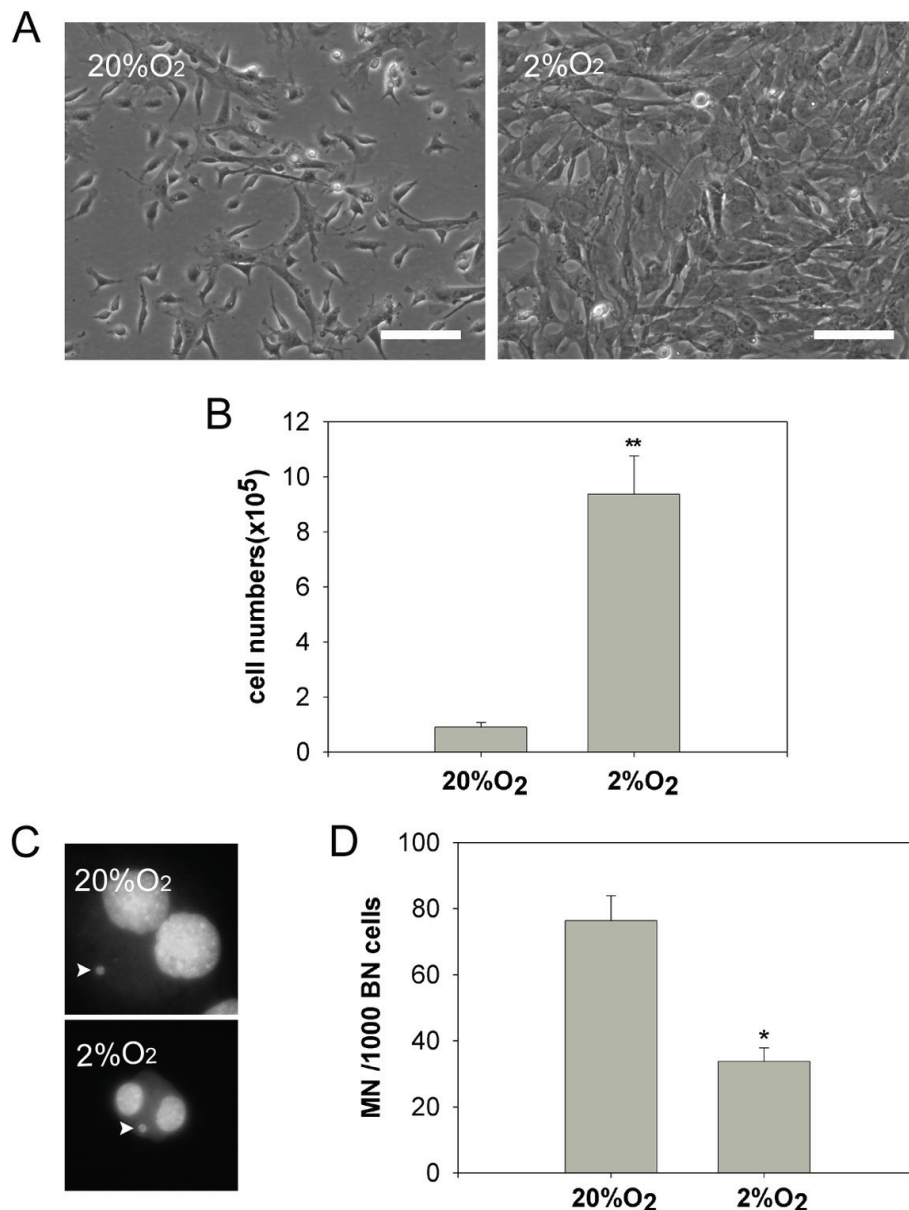 A
20%O₂
2%O₂
B
cell numbers(x10⁵)
12
10
8
6
4
2
0
**
20%O₂
2%O₂
C
20%O₂
2%O₂
D
MN /1000 BN cells
100
80
60
40
20
0
*
20%O₂
2%O₂